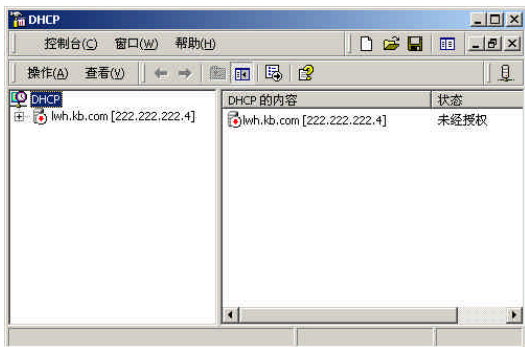 DHCP
控制台(C) 窗口(W) 帮助(H)
操作(A) 查看(V)
DHCP
lwh.kb.com [222.222.222.4]
DHCP 的内容 状态
lwh.kb.com [222.222.222.4] 未经授权